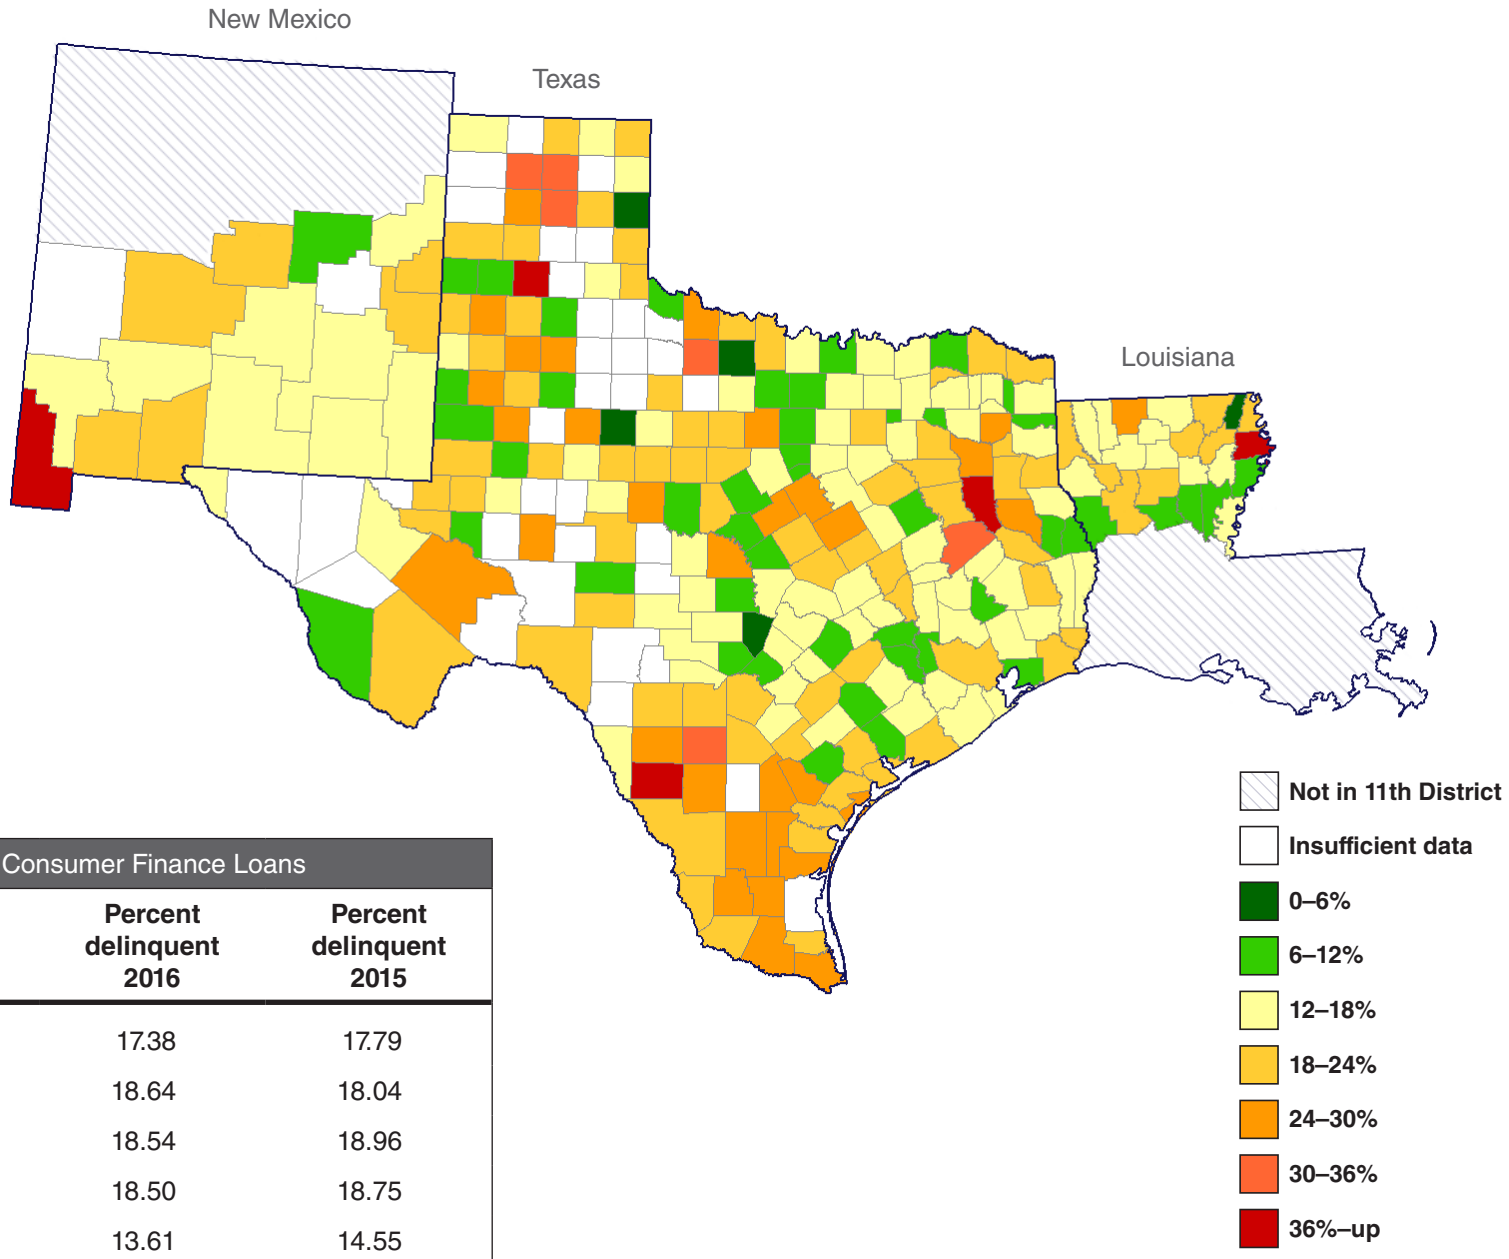 New Mexico
Texas
Louisiana
Not in 11th District
Insufficient data
0–6%
6–12%
12–18%
18–24%
24–30%
30–36%
36%–up
Consumer Finance Loans
Percent delinquent 2016
Percent delinquent 2015
17.38 17.79
18.64 18.04
18.54 18.96
18.50 18.75
13.61 14.55